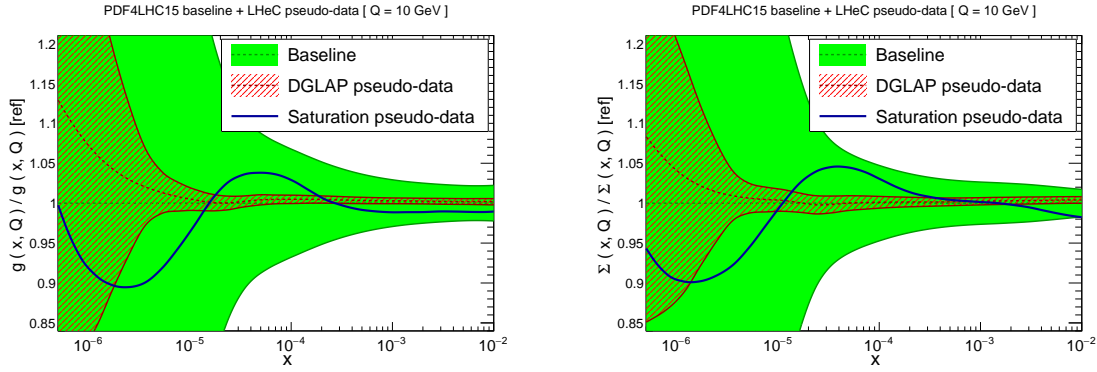 PDF4LHC15 baseline + LHeC pseudo-data [ Q = 10 GeV ]
g ( x, Q ) / g ( x, Q ) [ref]
1.2
1.15
1.1
1.05
1
0.95
0.9
0.85
Baseline
DGLAP pseudo-data
Saturation pseudo-data
10⁻⁶ 10⁻⁵ 10⁻⁴ 10⁻³ 10⁻²
x
PDF4LHC15 baseline + LHeC pseudo-data [ Q = 10 GeV ]
Σ ( x, Q ) / Σ ( x, Q ) [ref]
1.2
1.15
1.1
1.05
1
0.95
0.9
0.85
Baseline
DGLAP pseudo-data
Saturation pseudo-data
10⁻⁶ 10⁻⁵ 10⁻⁴ 10⁻³ 10⁻²
x